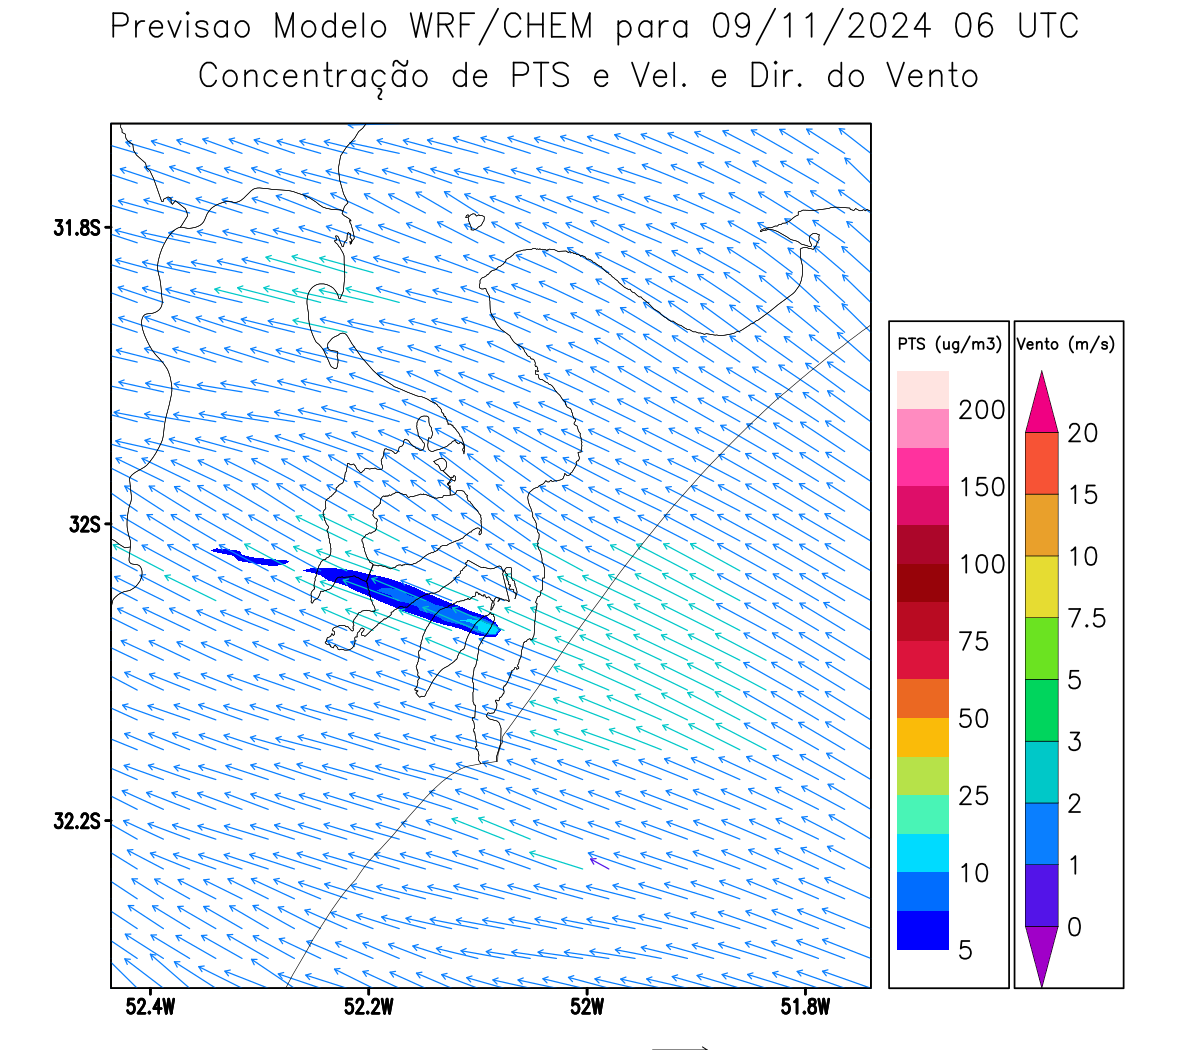 Previsao Modelo WRF/CHEM para 09/11/2024 06 UTC
Concentração de PTS e Vel. e Dir. do Vento
31.8S
32S
32.2S
52.4W
52.2W
52W
51.8W
PTS (ug/m3)
200
150
100
75
50
25
10
5
Vento (m/s)
20
15
10
7.5
5
3
2
1
0